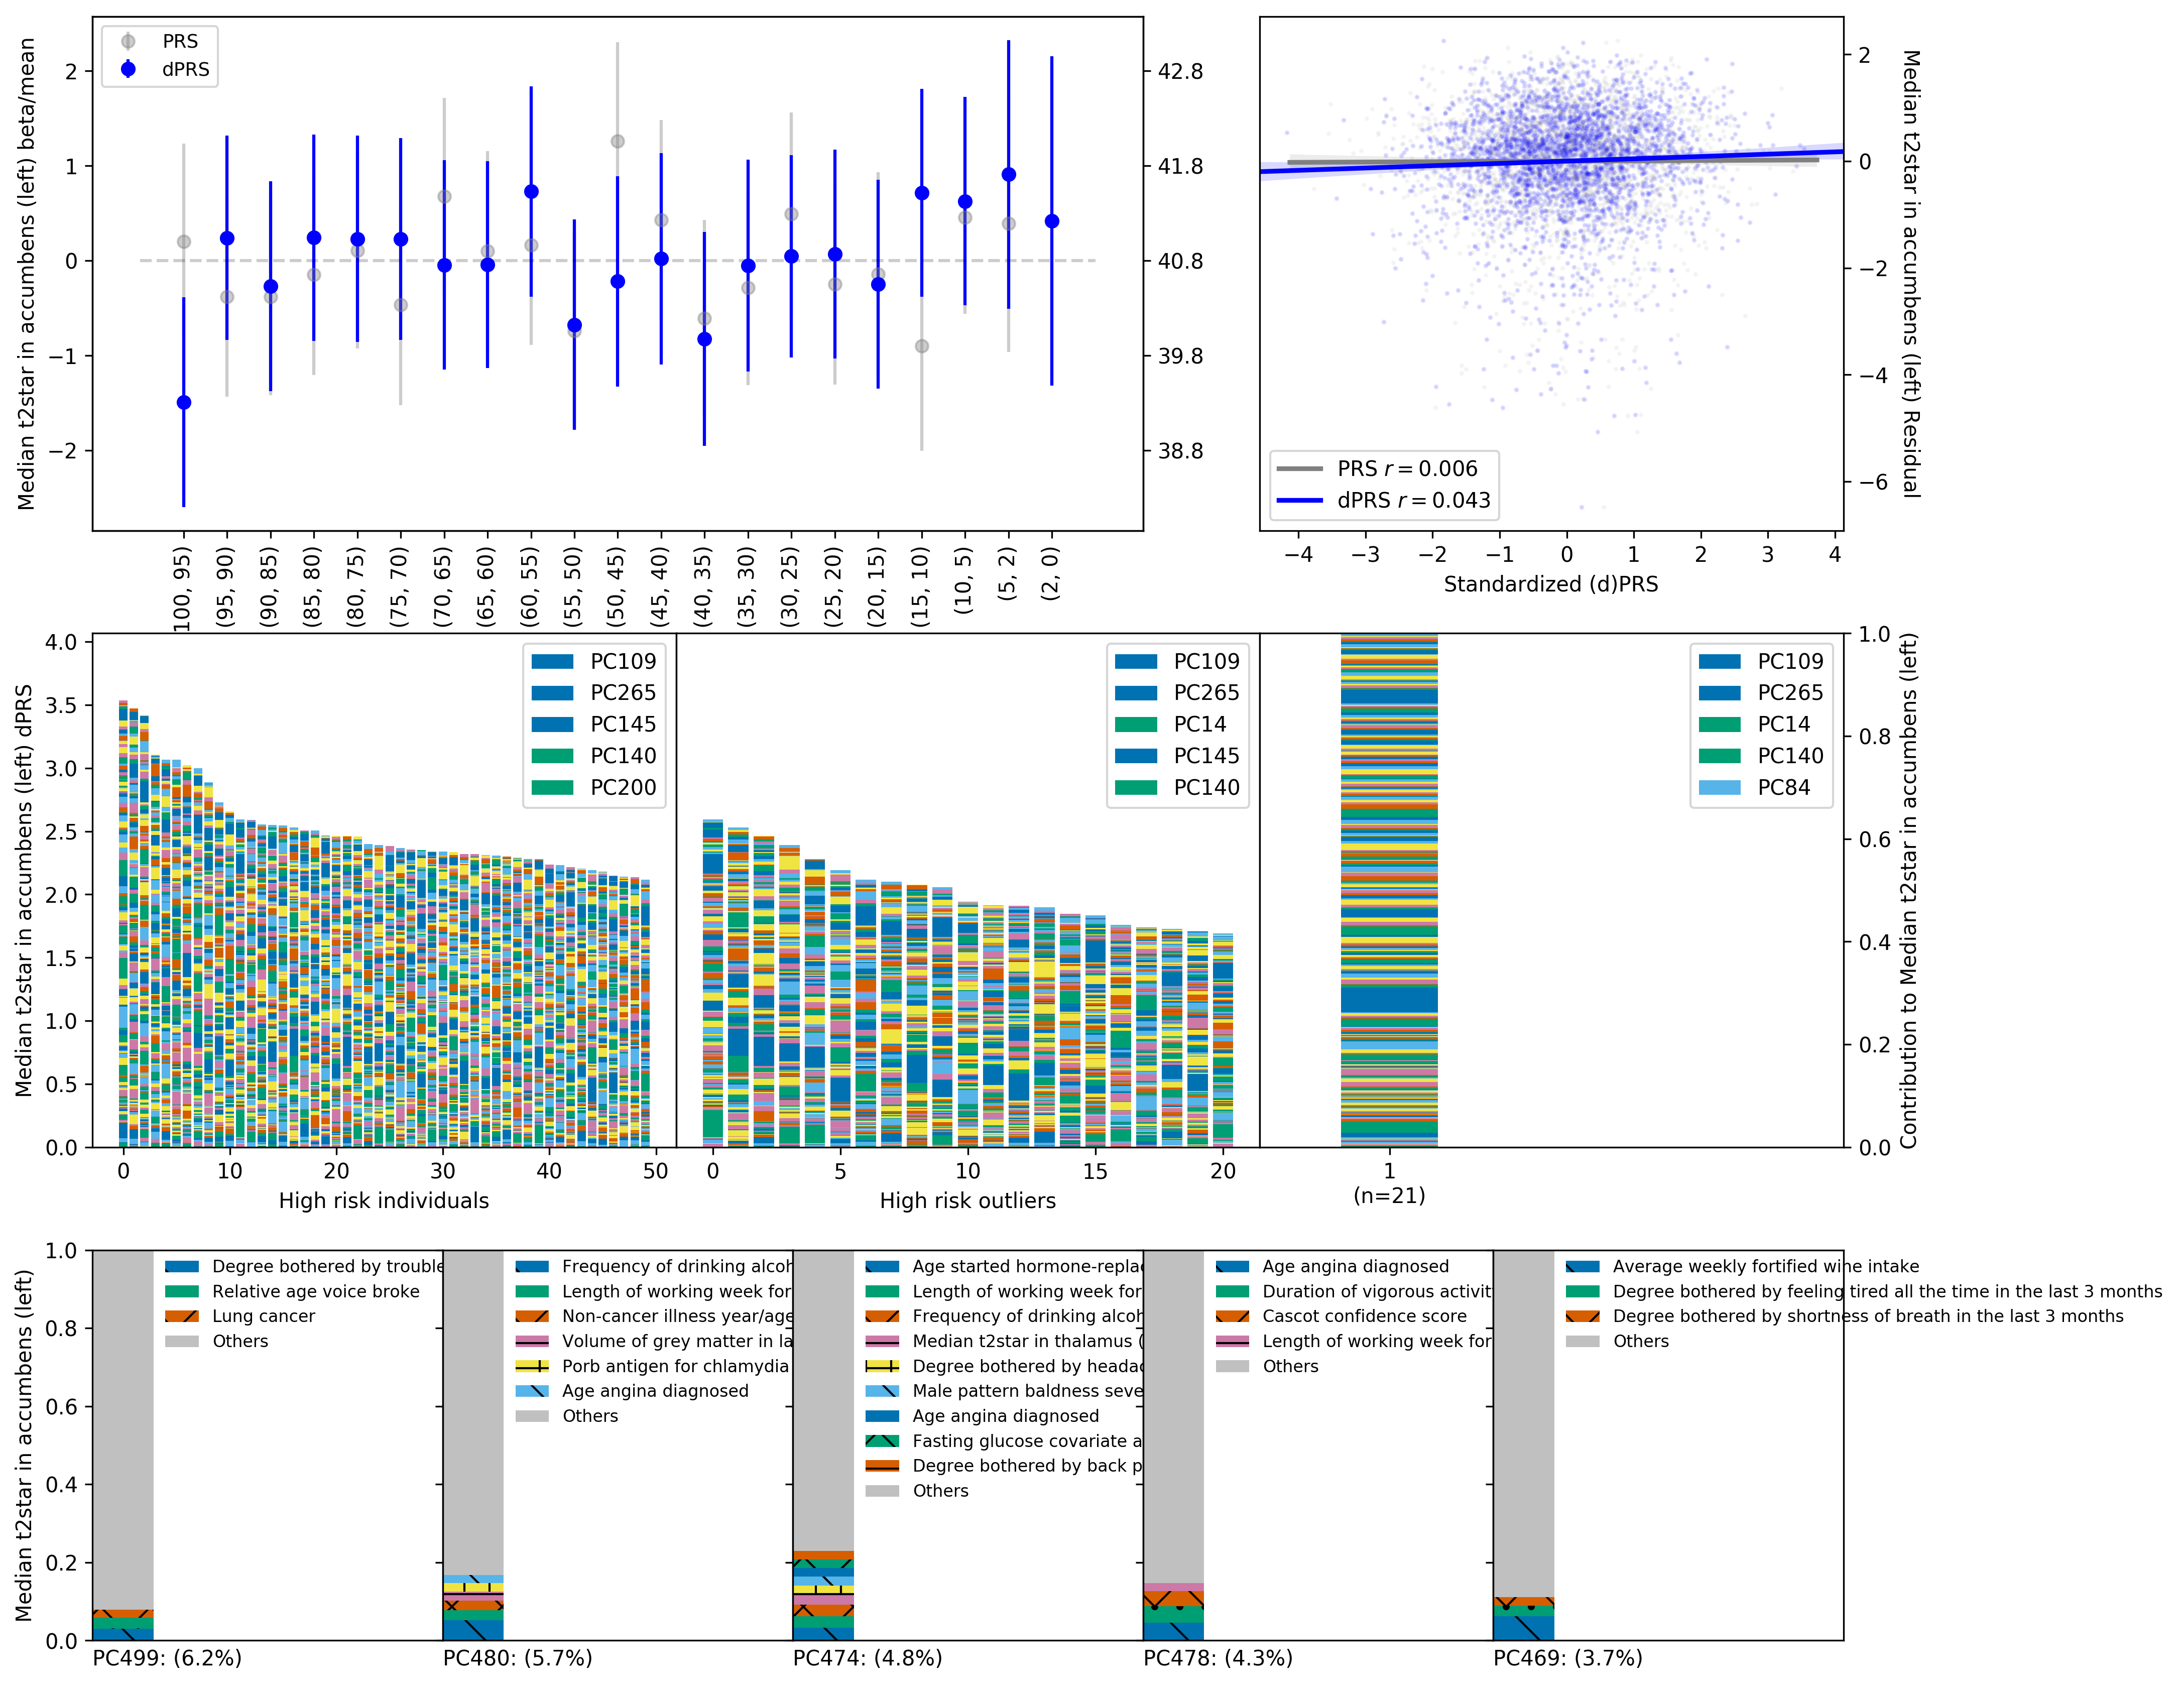 PRS
dPRS
Median t2star in accumbens (left) beta/mean
2
1
0
−1
−2
42.8
41.8
40.8
39.8
38.8
100, 95)
(95, 90)
(90, 85)
(85, 80)
(80, 75)
(75, 70)
(70, 65)
(65, 60)
(60, 55)
(55, 50)
(50, 45)
(45, 40)
(40, 35)
(35, 30)
(30, 25)
(25, 20)
(20, 15)
(15, 10)
(10, 5)
(5, 2)
(2, 0)
PRS r = 0.006
dPRS r = 0.043
2
0
−2
−4
−6
Median t2star in accumbens (left) Residual
−4 −3 −2 −1 0 1 2 3 4
Standardized (d)PRS
Median t2star in accumbens (left) dPRS
4.0
3.5
3.0
2.5
2.0
1.5
1.0
0.5
0.0
PC109
PC265
PC145
PC140
PC200
0 10 20 30 40 50
High risk individuals
PC109
PC265
PC14
PC145
PC140
0 5 10 15 20
High risk outliers
PC109
PC265
PC14
PC140
PC84
1
(n=21)
1.0
0.8
0.6
0.4
0.2
0.0
Contribution to Median t2star in accumbens (left)
Median t2star in accumbens (left)
1.0
0.8
0.6
0.4
0.2
0.0
Degree bothered by trouble
Relative age voice broke
Lung cancer
Others
PC499: (6.2%)
Frequency of drinking alcoh
Length of working week for
Non-cancer illness year/age
Volume of grey matter in la
Porb antigen for chlamydia
Age angina diagnosed
Others
PC480: (5.7%)
Age started hormone-replac
Length of working week for
Frequency of drinking alcoh
Median t2star in thalamus (
Degree bothered by headac
Male pattern baldness seve
Age angina diagnosed
Fasting glucose covariate a
Degree bothered by back p
Others
PC474: (4.8%)
Age angina diagnosed
Duration of vigorous activit
Cascot confidence score
Length of working week for
Others
PC478: (4.3%)
Average weekly fortified wine intake
Degree bothered by feeling tired all the time in the last 3 months
Degree bothered by shortness of breath in the last 3 months
Others
PC469: (3.7%)